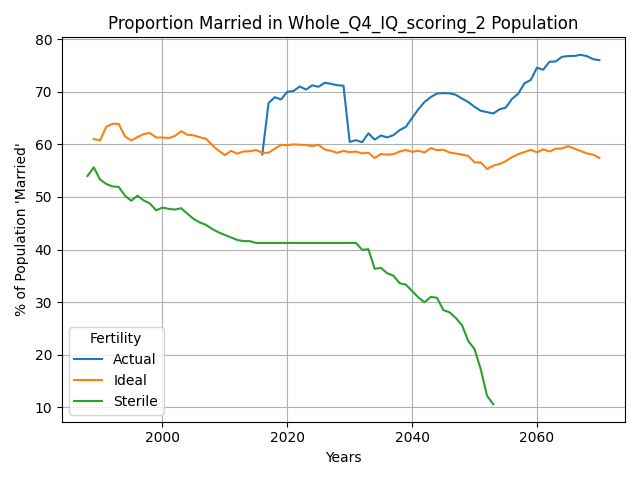 Proportion Married in Whole_Q4_IQ_scoring_2 Population
% of Population 'Married'
80
70
60
50
40
30
20
10
Fertility
Actual
Ideal
Sterile
2000
2020
2040
2060
Years